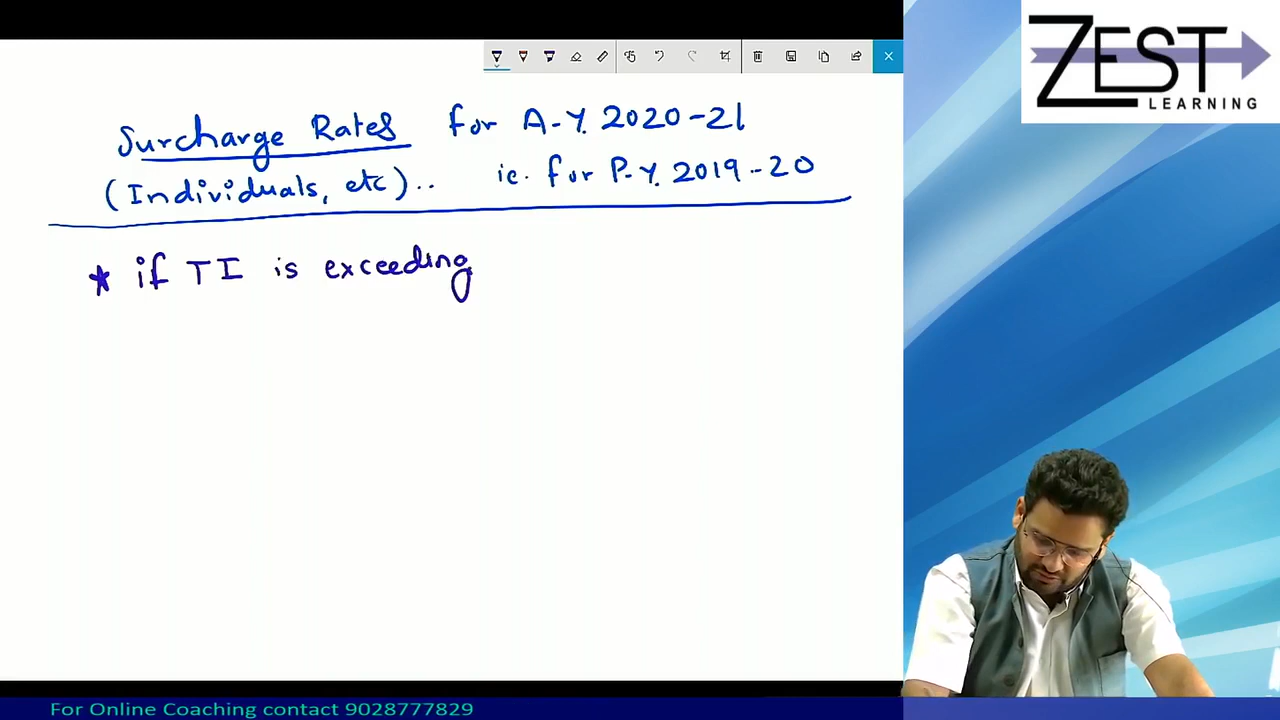 ZEST
LEARNING
Surcharge Rates for A-Y. 2020-21
(Individuals, etc).. ie. for P.-Y. 2019-20
* if TI is exceeding
For Online Coaching contact 9028777829